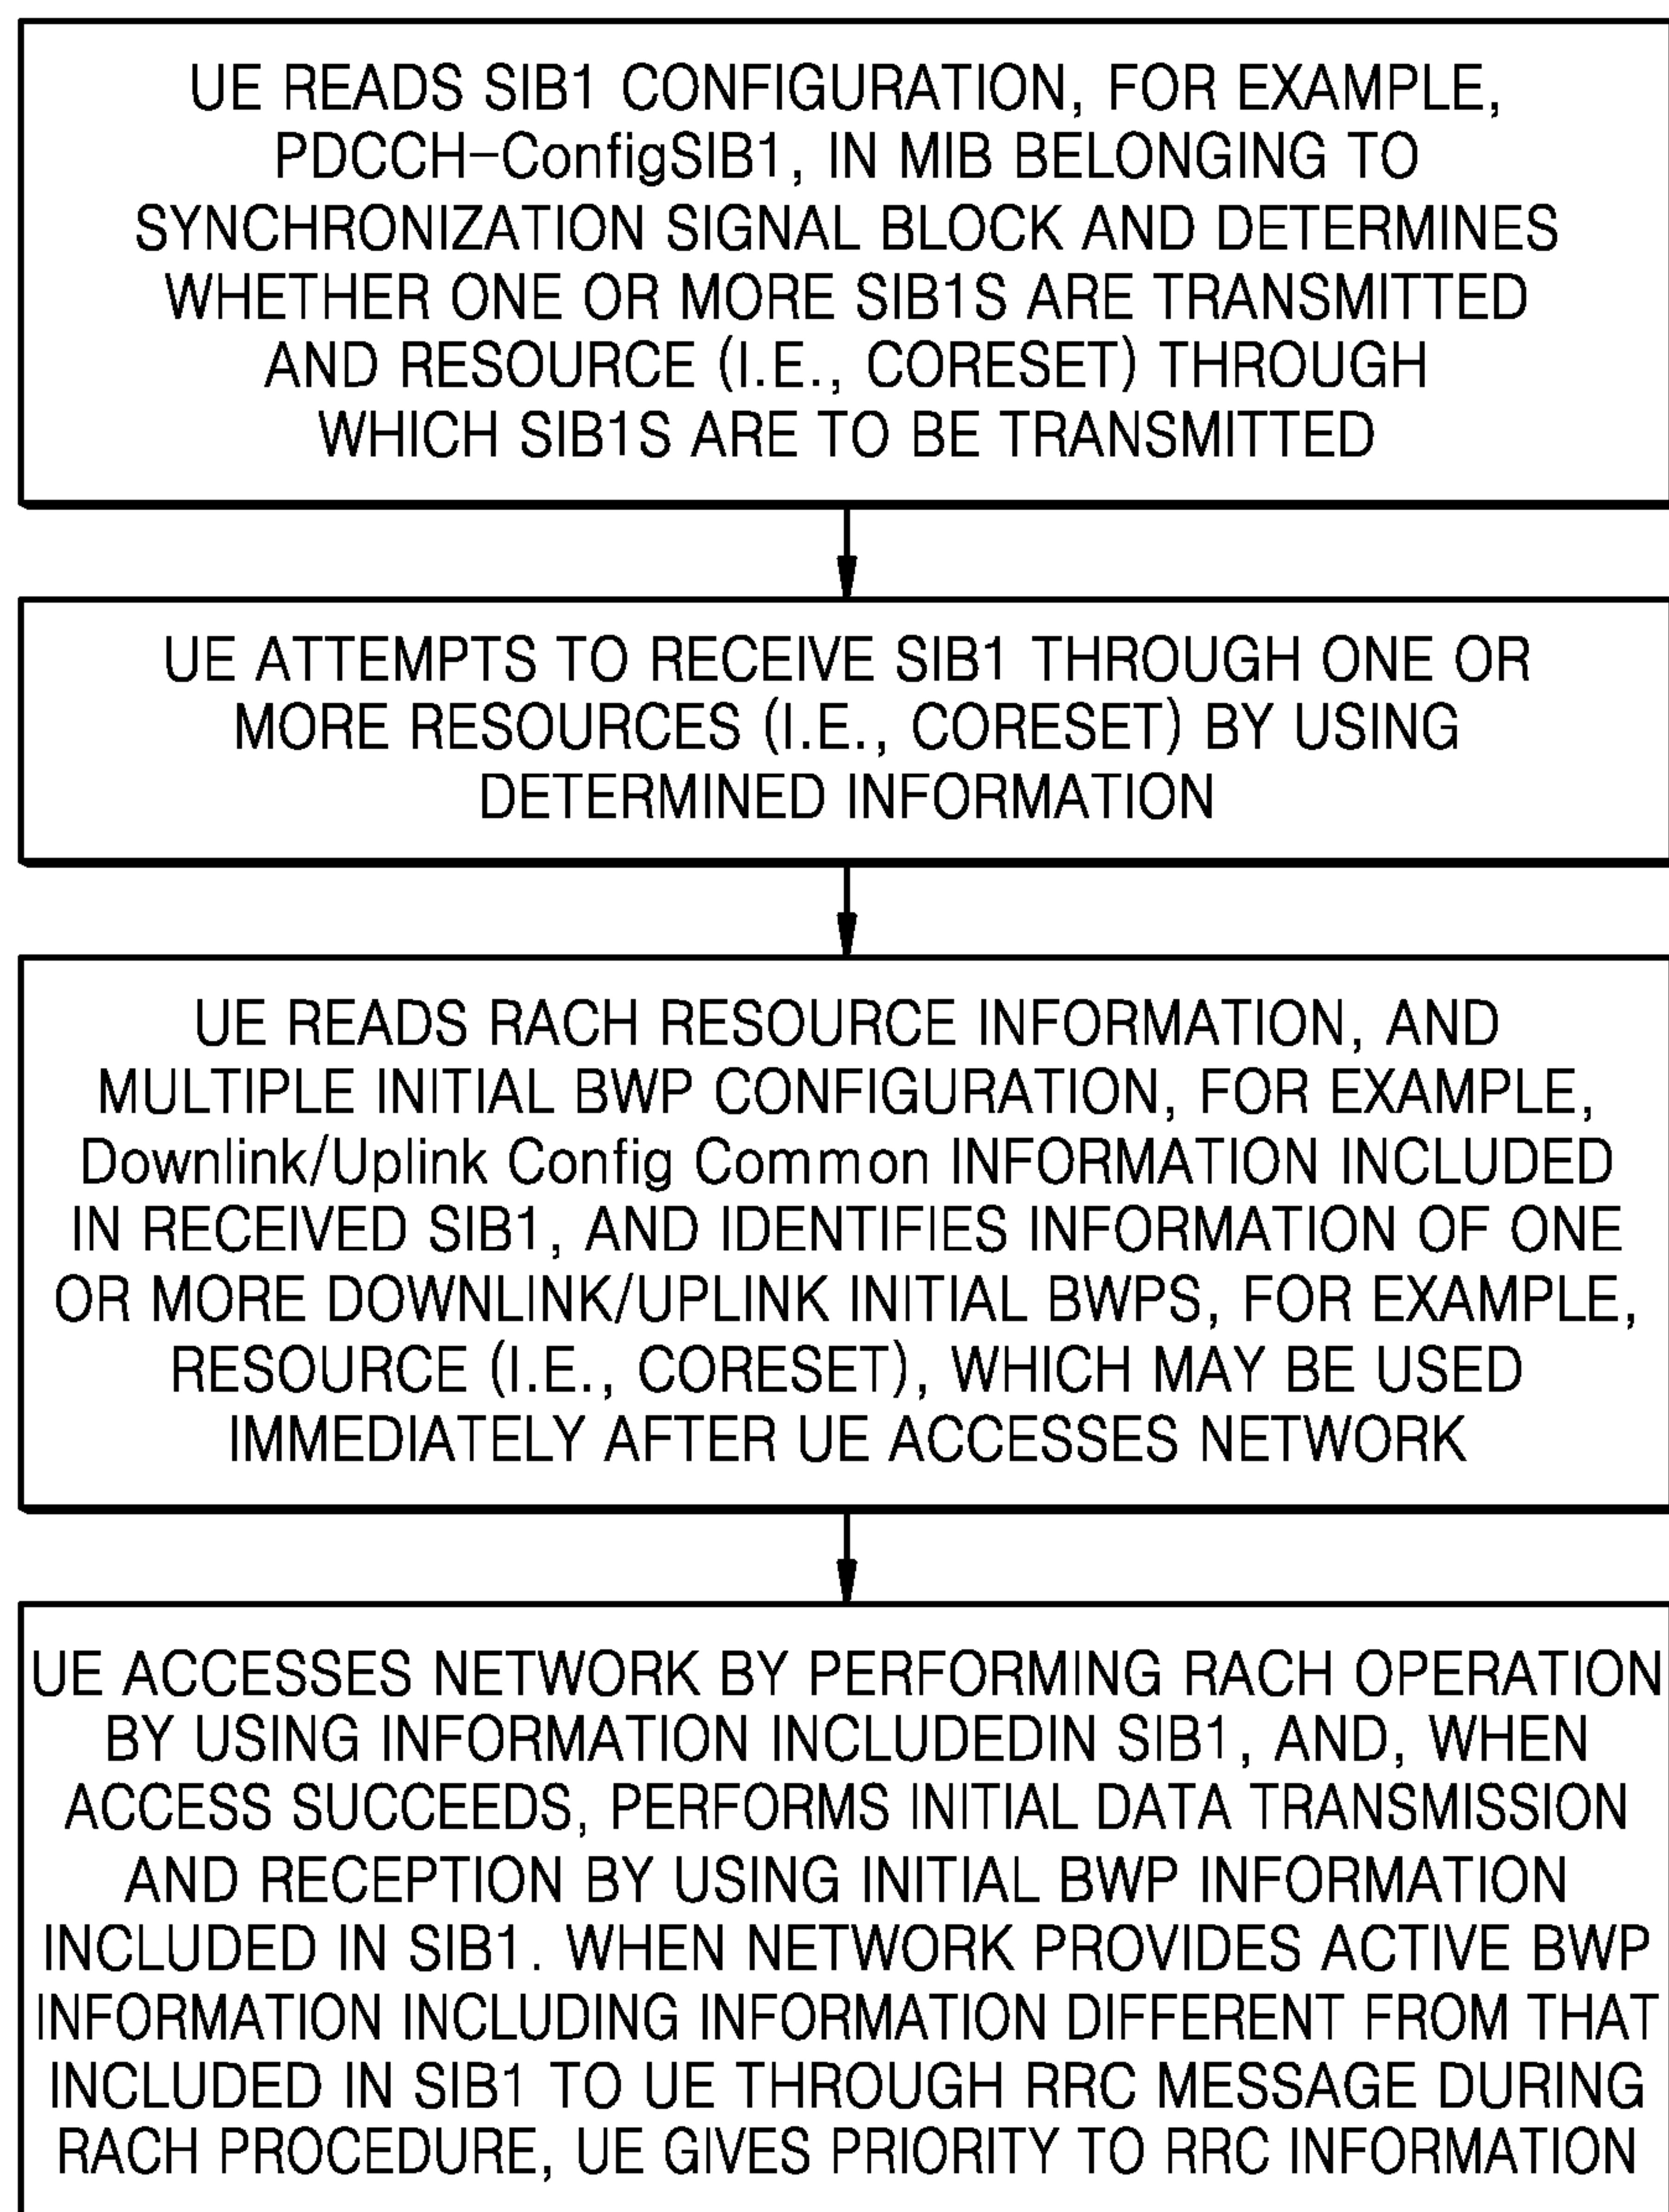 UE READS SIB1 CONFIGURATION, FOR EXAMPLE,
PDCCH-ConfigSIB1, IN MIB BELONGING TO
SYNCHRONIZATION SIGNAL BLOCK AND DETERMINES
WHETHER ONE OR MORE SIB1S ARE TRANSMITTED
AND RESOURCE (I.E., CORESET) THROUGH
WHICH SIB1S ARE TO BE TRANSMITTED
UE ATTEMPTS TO RECEIVE SIB1 THROUGH ONE OR
MORE RESOURCES (I.E., CORESET) BY USING
DETERMINED INFORMATION
UE READS RACH RESOURCE INFORMATION, AND
MULTIPLE INITIAL BWP CONFIGURATION, FOR EXAMPLE,
Downlink/Uplink Config Common INFORMATION INCLUDED
IN RECEIVED SIB1, AND IDENTIFIES INFORMATION OF ONE
OR MORE DOWNLINK/UPLINK INITIAL BWPS, FOR EXAMPLE,
RESOURCE (I.E., CORESET), WHICH MAY BE USED
IMMEDIATELY AFTER UE ACCESSES NETWORK
UE ACCESSES NETWORK BY PERFORMING RACH OPERATION
BY USING INFORMATION INCLUDEDIN SIB1, AND, WHEN
ACCESS SUCCEEDS, PERFORMS INITIAL DATA TRANSMISSION
AND RECEPTION BY USING INITIAL BWP INFORMATION
INCLUDED IN SIB1. WHEN NETWORK PROVIDES ACTIVE BWP
INFORMATION INCLUDING INFORMATION DIFFERENT FROM THAT
INCLUDED IN SIB1 TO UE THROUGH RRC MESSAGE DURING
RACH PROCEDURE, UE GIVES PRIORITY TO RRC INFORMATION